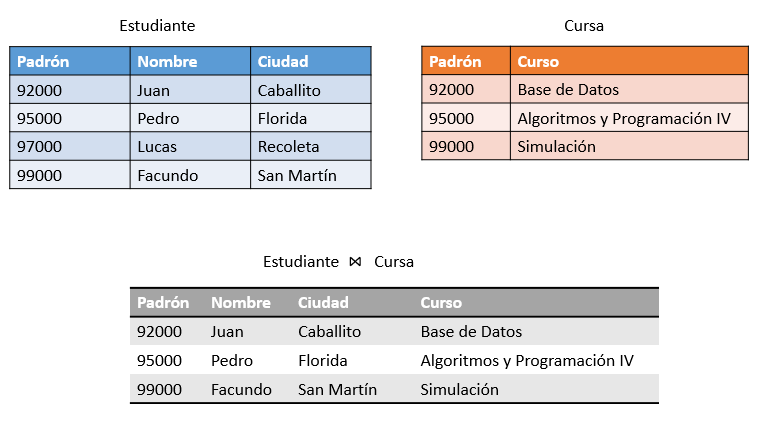 Estudiante
Padrón Nombre Ciudad
92000 Juan Caballito
95000 Pedro Florida
97000 Lucas Recoleta
99000 Facundo San Martín
Cursa
Padrón Curso
92000 Base de Datos
95000 Algoritmos y Programación IV
99000 Simulación
Estudiante ⋈ Cursa
Padrón Nombre Ciudad Curso
92000 Juan Caballito Base de Datos
95000 Pedro Florida Algoritmos y Programación IV
99000 Facundo San Martín Simulación